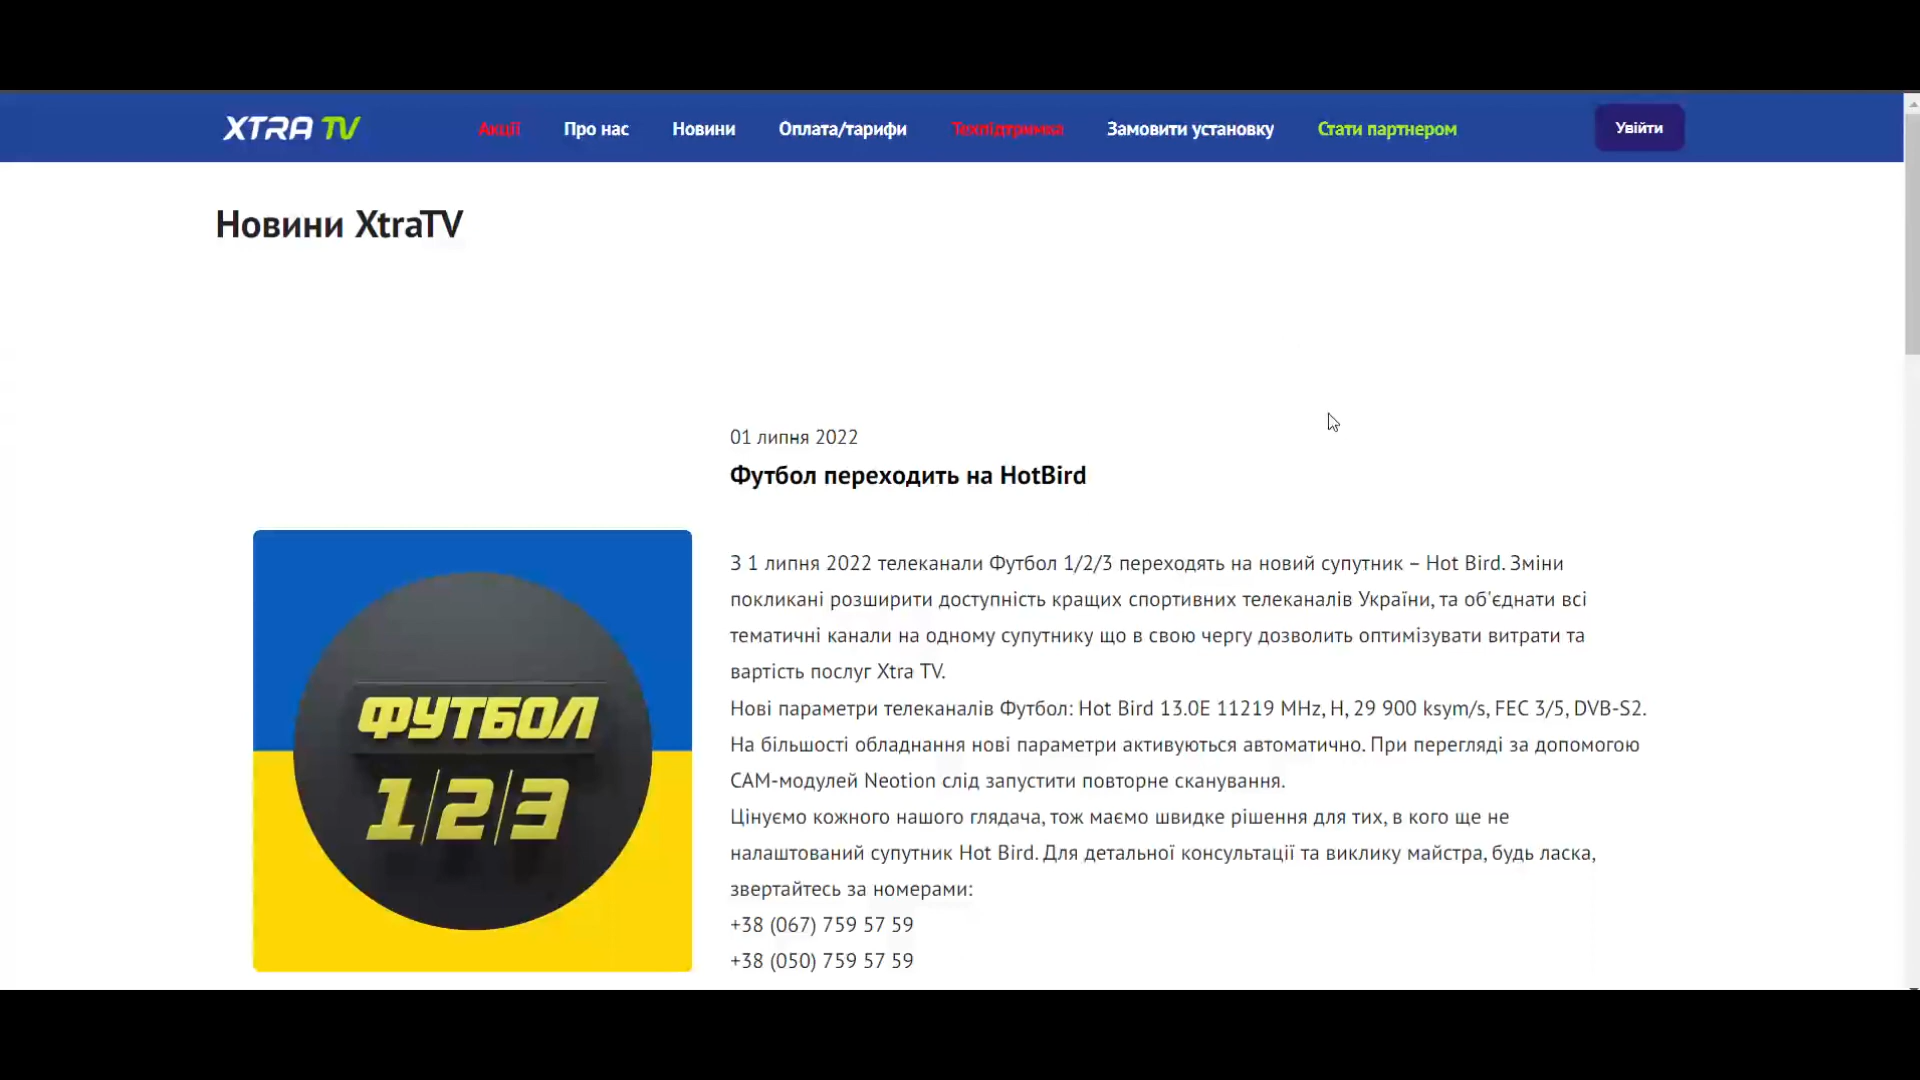 XTRA TV
Акції
Про нас
Новини
Оплата/тарифи
Техпідтримка
Замовити установку
Стати партнером
Увійти
Новини XtraTV
01 липня 2022
Футбол переходить на HotBird
З 1 липня 2022 телеканали Футбол 1/2/3 переходять на новий супутник – Hot Bird. Зміни
покликані розширити доступність кращих спортивних телеканалів України, та об'єднати всі
тематичні канали на одному супутнику що в свою чергу дозволить оптимізувати витрати та
вартість послуг Xtra TV.
Нові параметри телеканалів Футбол: Hot Bird 13.0E 11219 MHz, H, 29 900 ksym/s, FEC 3/5, DVB-S2.
На більшості обладнання нові параметри активуються автоматично. При перегляді за допомогою
САМ-модулей Neotion слід запустити повторне сканування.
Цінуємо кожного нашого глядача, тож маємо швидке рішення для тих, в кого ще не
налаштований супутник Hot Bird. Для детальної консультації та виклику майстра, будь ласка,
звертайтесь за номерами:
+38 (067) 759 57 59
+38 (050) 759 57 59
ФУТБОЛ
1/2/3